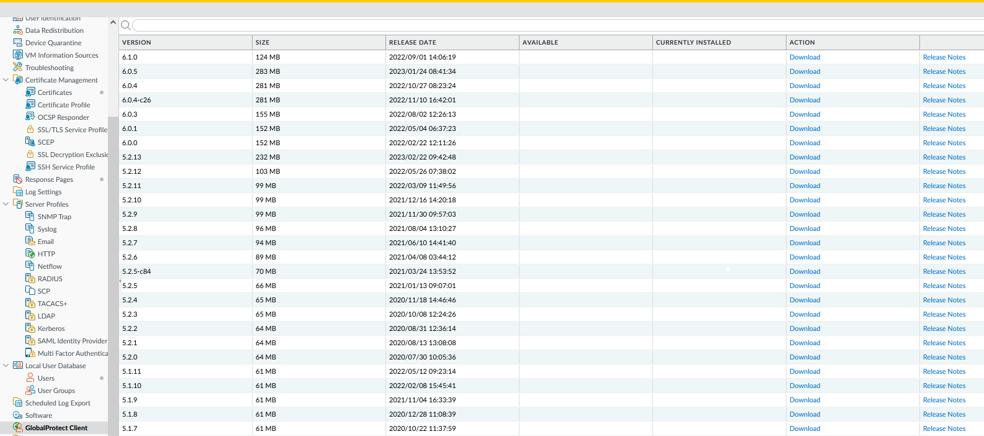 User Identification
Data Redistribution
Device Quarantine
VM Information Sources
Troubleshooting
Certificate Management
Certificates
Certificate Profile
OCSP Responder
SSL/TLS Service Profile
SCEP
SSL Decryption Exclusi
SSH Service Profile
Response Pages
Log Settings
Server Profiles
SNMP Trap
Syslog
Email
HTTP
Netflow
RADIUS
SCP
TACACS+
LDAP
Kerberos
SAML Identity Provider
Multi Factor Authentica
Local User Database
Users
User Groups
Scheduled Log Export
Software
GlobalProtect Client
VERSION SIZE RELEASE DATE AVAILABLE CURRENTLY INSTALLED ACTION
6.1.0 124 MB 2022/09/01 14:06:19 Download Release Notes
6.0.5 283 MB 2023/01/24 08:41:34 Download Release Notes
6.0.4 281 MB 2022/10/27 08:23:24 Download Release Notes
6.0.4-c26 281 MB 2022/11/10 16:42:01 Download Release Notes
6.0.3 155 MB 2022/08/02 12:26:13 Download Release Notes
6.0.1 152 MB 2022/05/04 06:37:23 Download Release Notes
6.0.0 152 MB 2022/02/22 12:11:26 Download Release Notes
5.2.13 232 MB 2023/02/22 09:42:48 Download Release Notes
5.2.12 103 MB 2022/05/26 07:38:02 Download Release Notes
5.2.11 99 MB 2022/03/09 11:49:56 Download Release Notes
5.2.10 99 MB 2021/12/16 14:20:18 Download Release Notes
5.2.9 99 MB 2021/11/30 09:57:03 Download Release Notes
5.2.8 96 MB 2021/08/04 13:10:27 Download Release Notes
5.2.7 94 MB 2021/06/10 14:41:40 Download Release Notes
5.2.6 89 MB 2021/04/08 03:44:12 Download Release Notes
5.2.5-c84 70 MB 2021/03/24 13:53:52 Download Release Notes
5.2.5 66 MB 2021/01/13 09:07:01 Download Release Notes
5.2.4 65 MB 2020/11/18 14:46:46 Download Release Notes
5.2.3 65 MB 2020/10/08 12:24:26 Download Release Notes
5.2.2 64 MB 2020/08/31 12:36:14 Download Release Notes
5.2.1 64 MB 2020/08/13 13:08:08 Download Release Notes
5.2.0 64 MB 2020/07/30 10:05:36 Download Release Notes
5.1.11 61 MB 2022/05/12 09:23:14 Download Release Notes
5.1.10 61 MB 2022/02/08 15:45:41 Download Release Notes
5.1.9 61 MB 2021/11/04 16:33:39 Download Release Notes
5.1.8 61 MB 2020/12/28 11:08:39 Download Release Notes
5.1.7 61 MB 2020/10/22 11:37:59 Download Release Notes